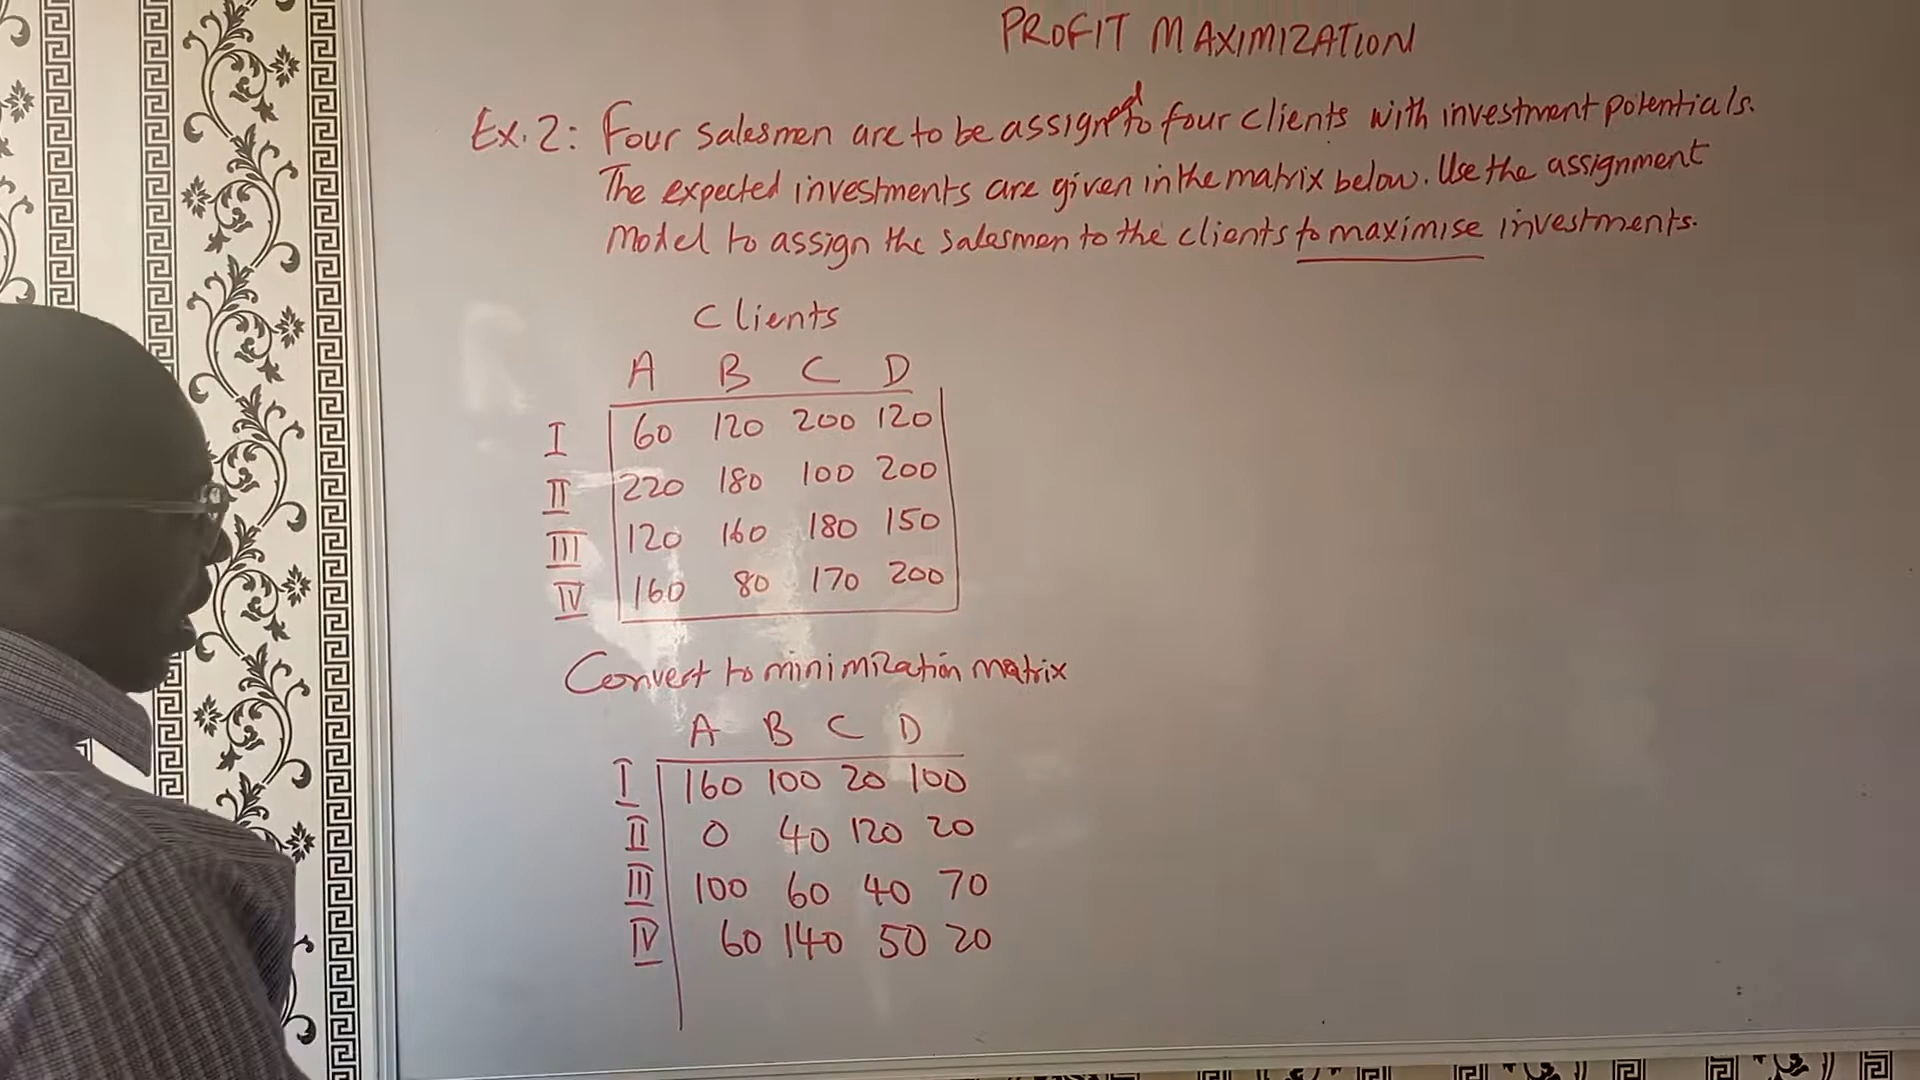 PROFIT MAXIMIZATION
Ex. 2: Four salesmen are to be assigned to four clients with investment potentials.
The expected investments are given in the matrix below. Use the assignment
model to assign the salesmen to the clients to maximise investments.
Clients
A B C D
I 60 120 200 120
II 220 180 100 200
III 120 160 180 150
IV 160 80 170 200
Convert to minimization matrix
A B C D
I 160 100 20 100
II 0 40 120 20
III 100 60 40 70
IV 60 140 50 20